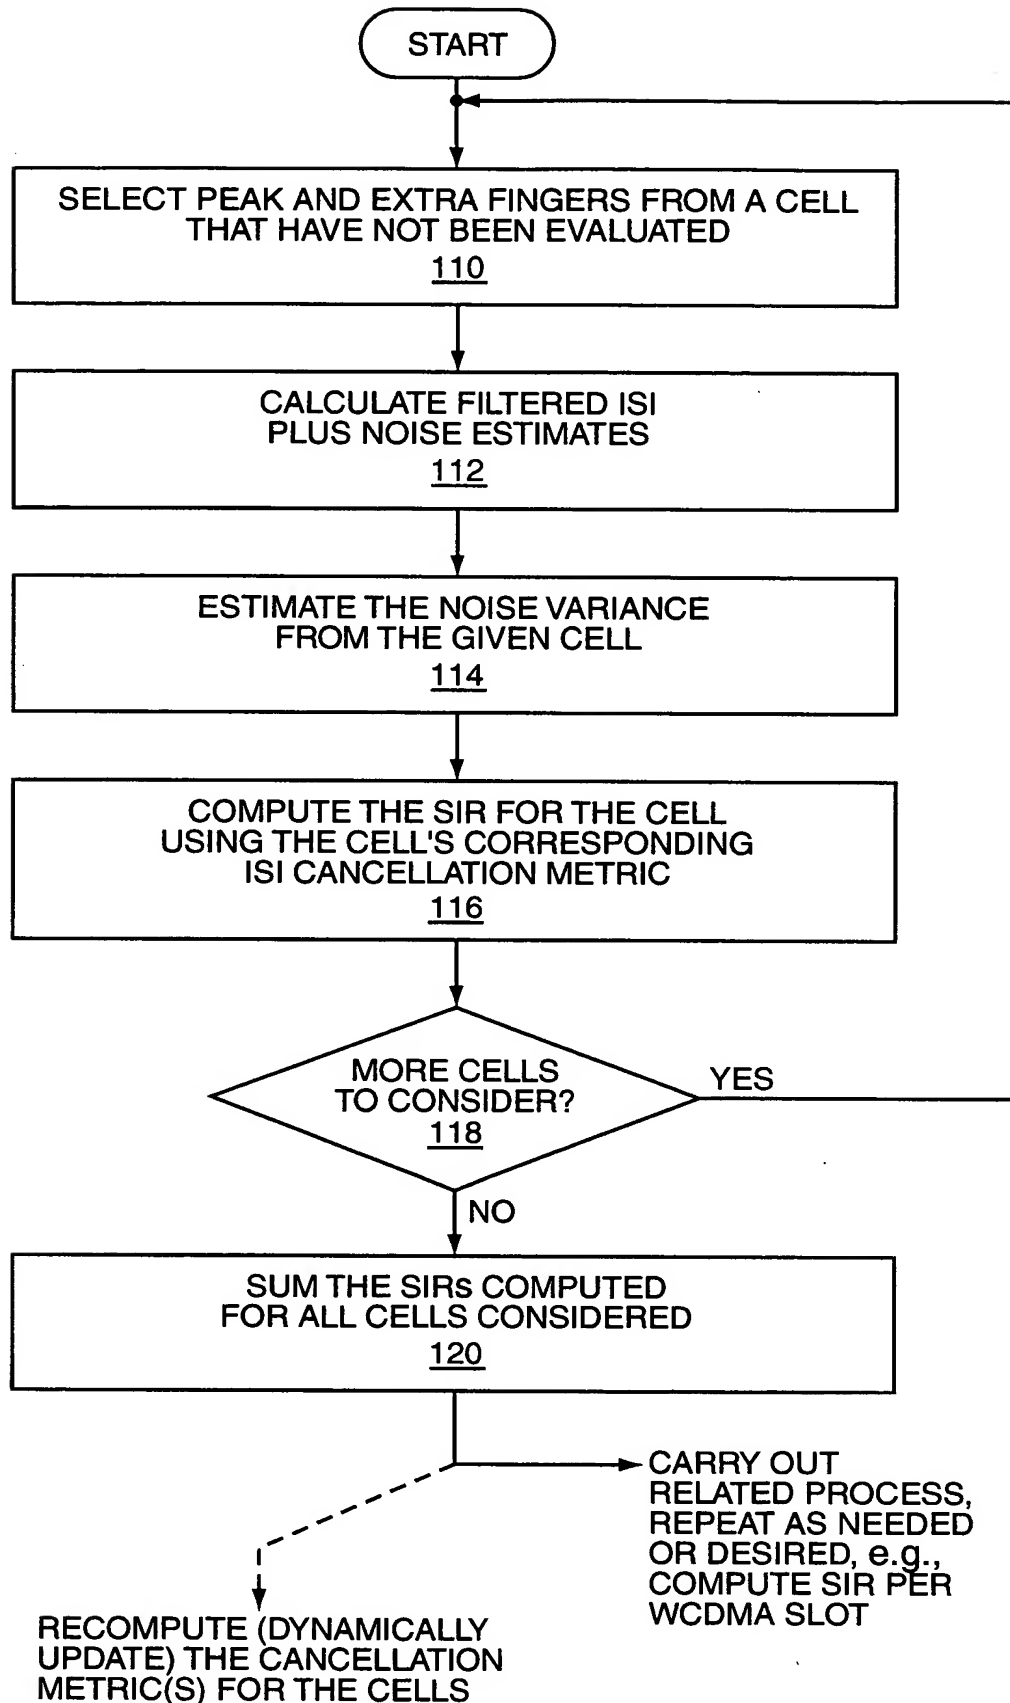 START
SELECT PEAK AND EXTRA FINGERS FROM A CELL
THAT HAVE NOT BEEN EVALUATED
110
CALCULATE FILTERED ISI
PLUS NOISE ESTIMATES
112
ESTIMATE THE NOISE VARIANCE
FROM THE GIVEN CELL
114
COMPUTE THE SIR FOR THE CELL
USING THE CELL'S CORRESPONDING
ISI CANCELLATION METRIC
116
MORE CELLS
TO CONSIDER?
118
YES
NO
SUM THE SIRs COMPUTED
FOR ALL CELLS CONSIDERED
120
CARRY OUT
RELATED PROCESS,
REPEAT AS NEEDED
OR DESIRED, e.g.,
COMPUTE SIR PER
WCDMA SLOT
RECOMPUTE (DYNAMICALLY
UPDATE) THE CANCELLATION
METRIC(S) FOR THE CELLS